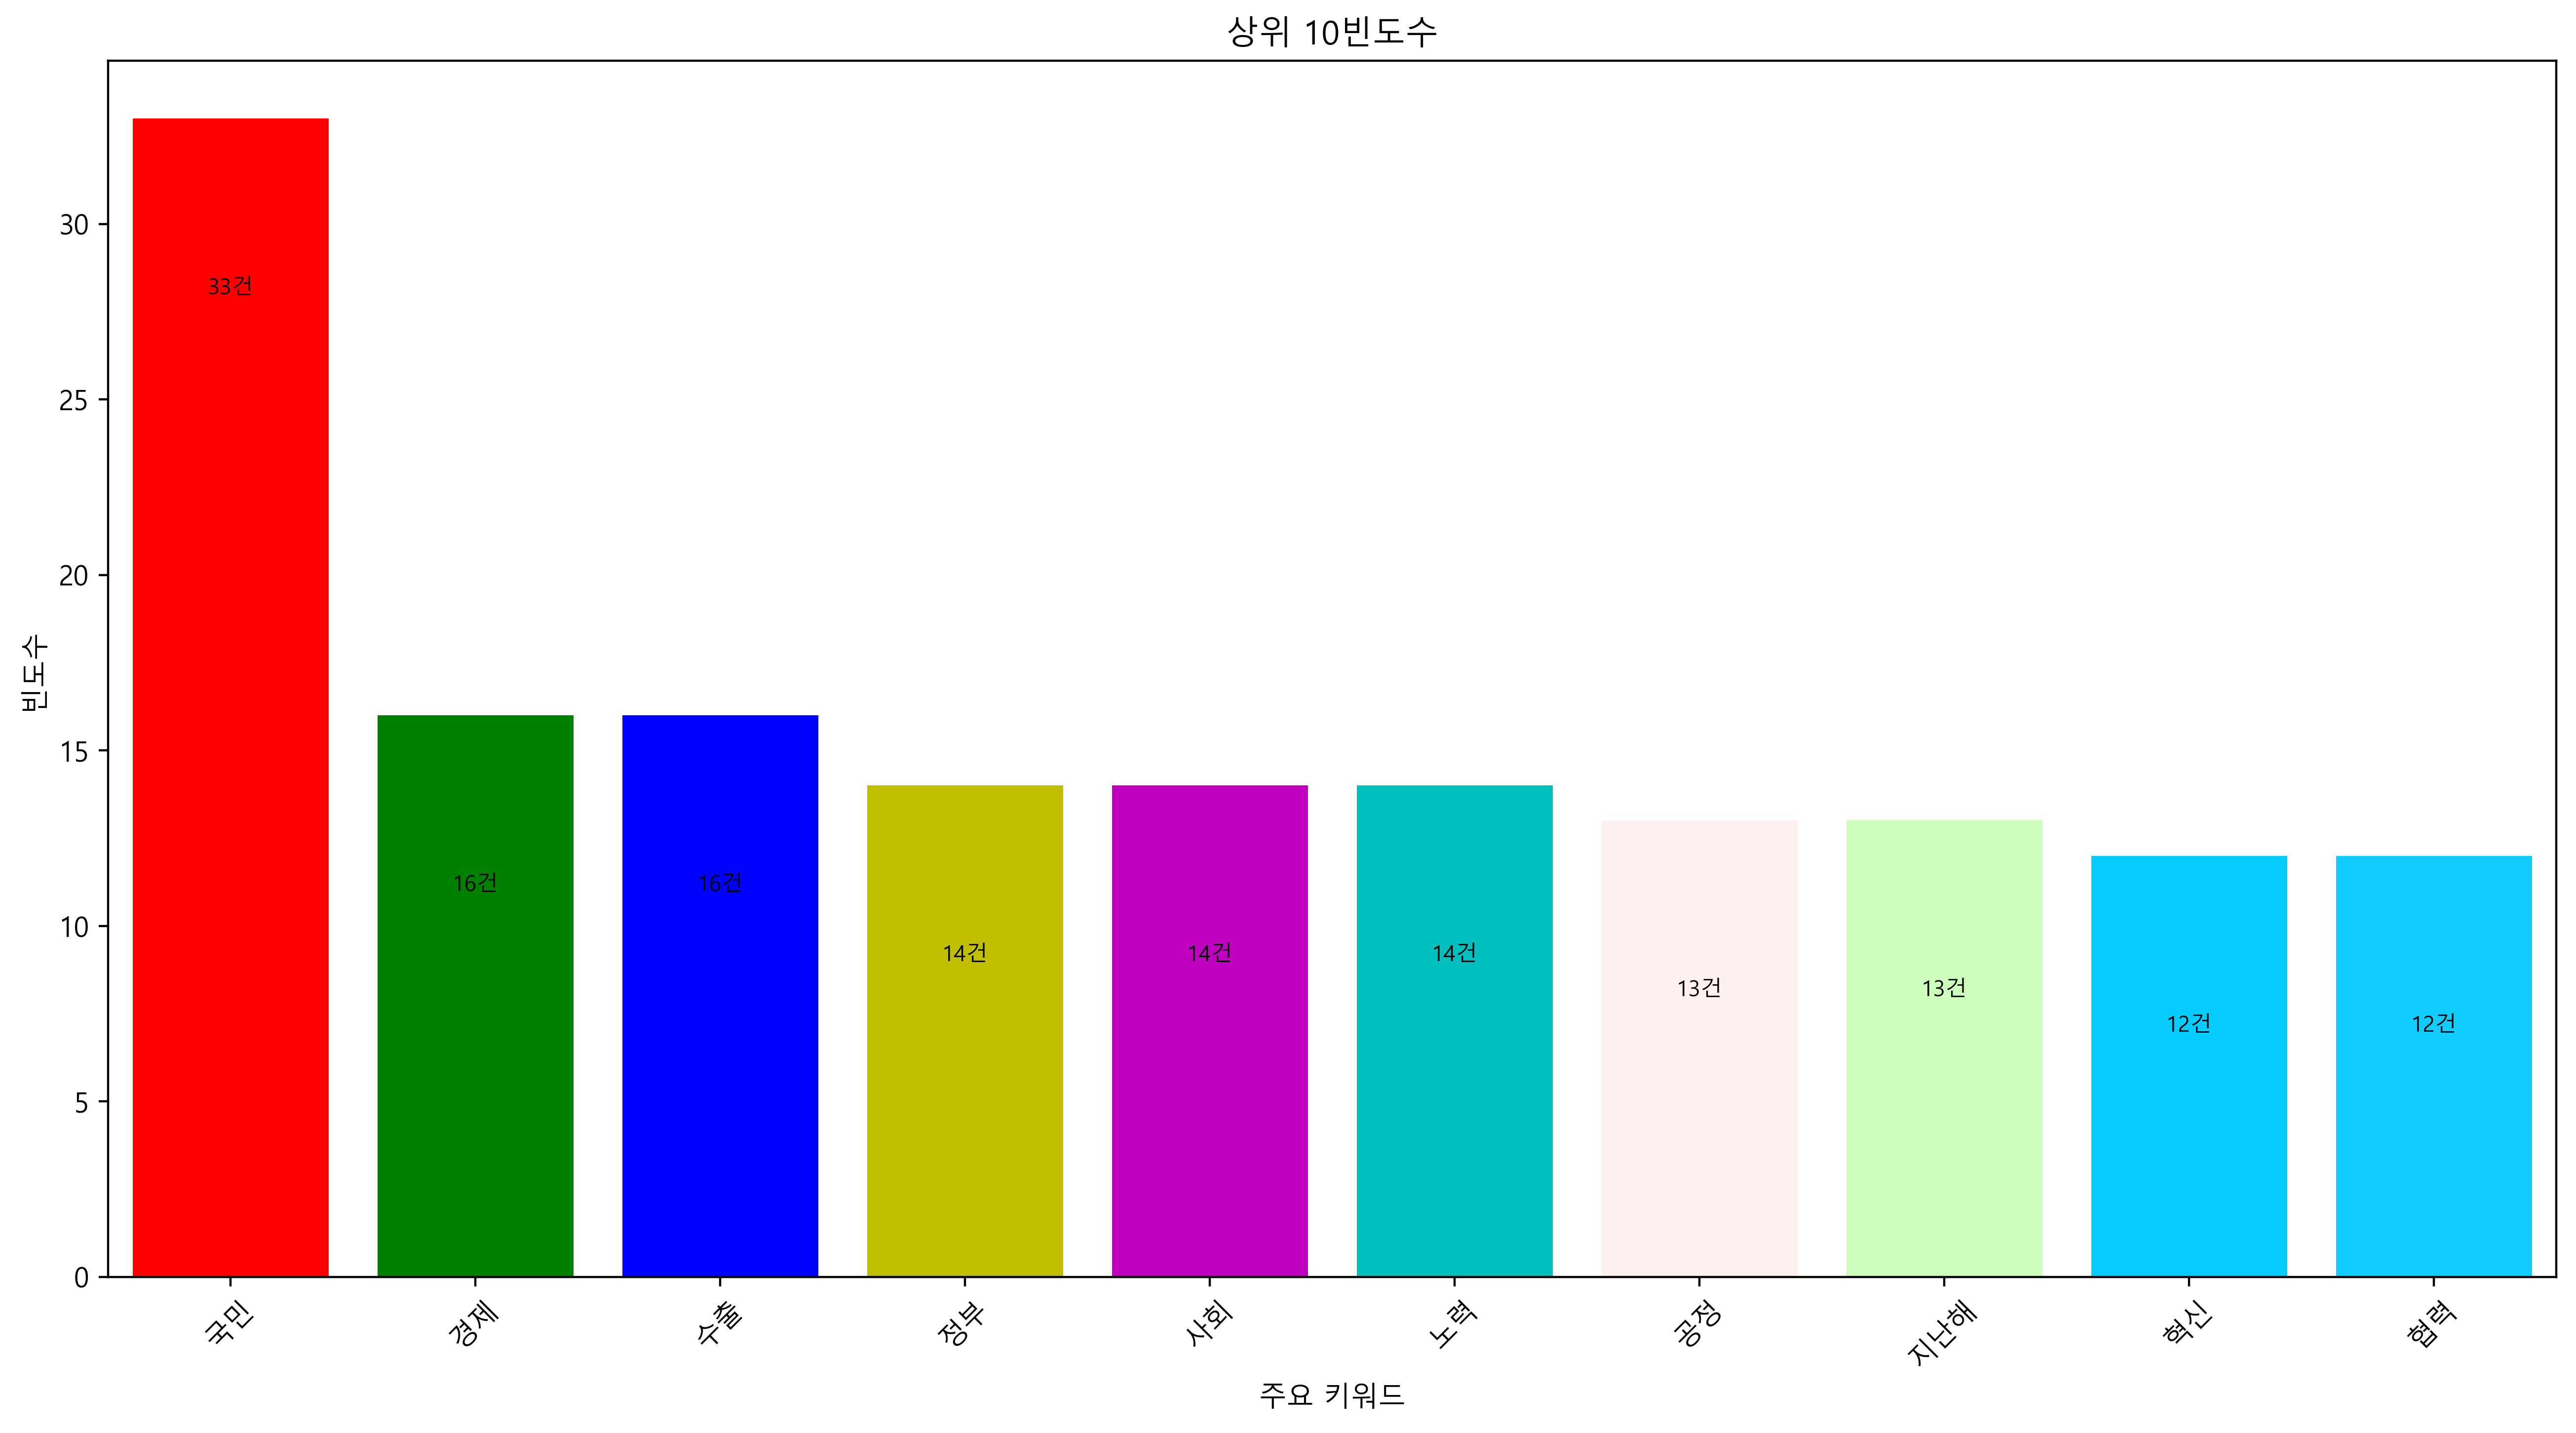 상위 10빈도수
빈도수
30
25
20
15
10
5
0
33건
16건
16건
14건
14건
14건
13건
13건
12건
12건
국민
경제
수출
정부
사회
노력
공정
지난해
혁신
협력
주요 키워드